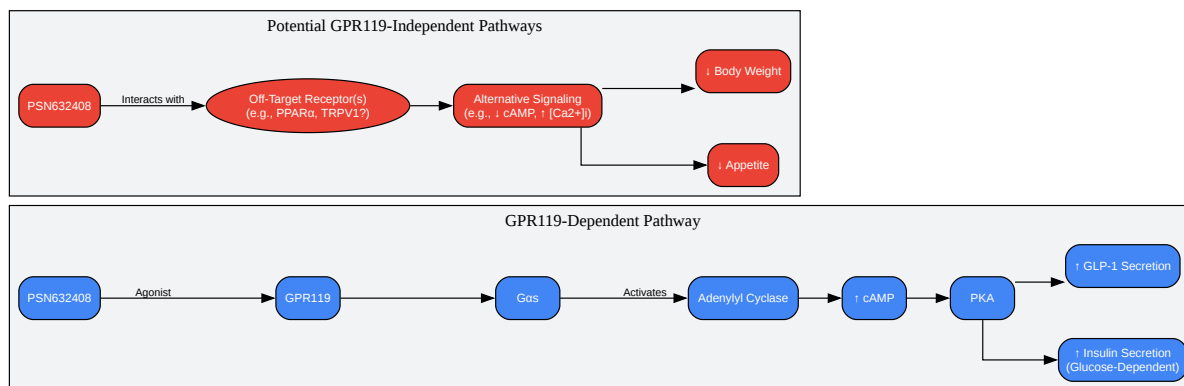 Potential GPR119-Independent Pathways
PSN632408
Interacts with
Off-Target Receptor(s)
(e.g., PPARα, TRPV1?)
Alternative Signaling
(e.g., ↓ cAMP, ↑ [Ca2+]i)
↓ Body Weight
↓ Appetite
GPR119-Dependent Pathway
PSN632408
Agonist
GPR119
Gαs
Activates
Adenylyl Cyclase
↑ cAMP
PKA
↑ GLP-1 Secretion
↑ Insulin Secretion
(Glucose-Dependent)